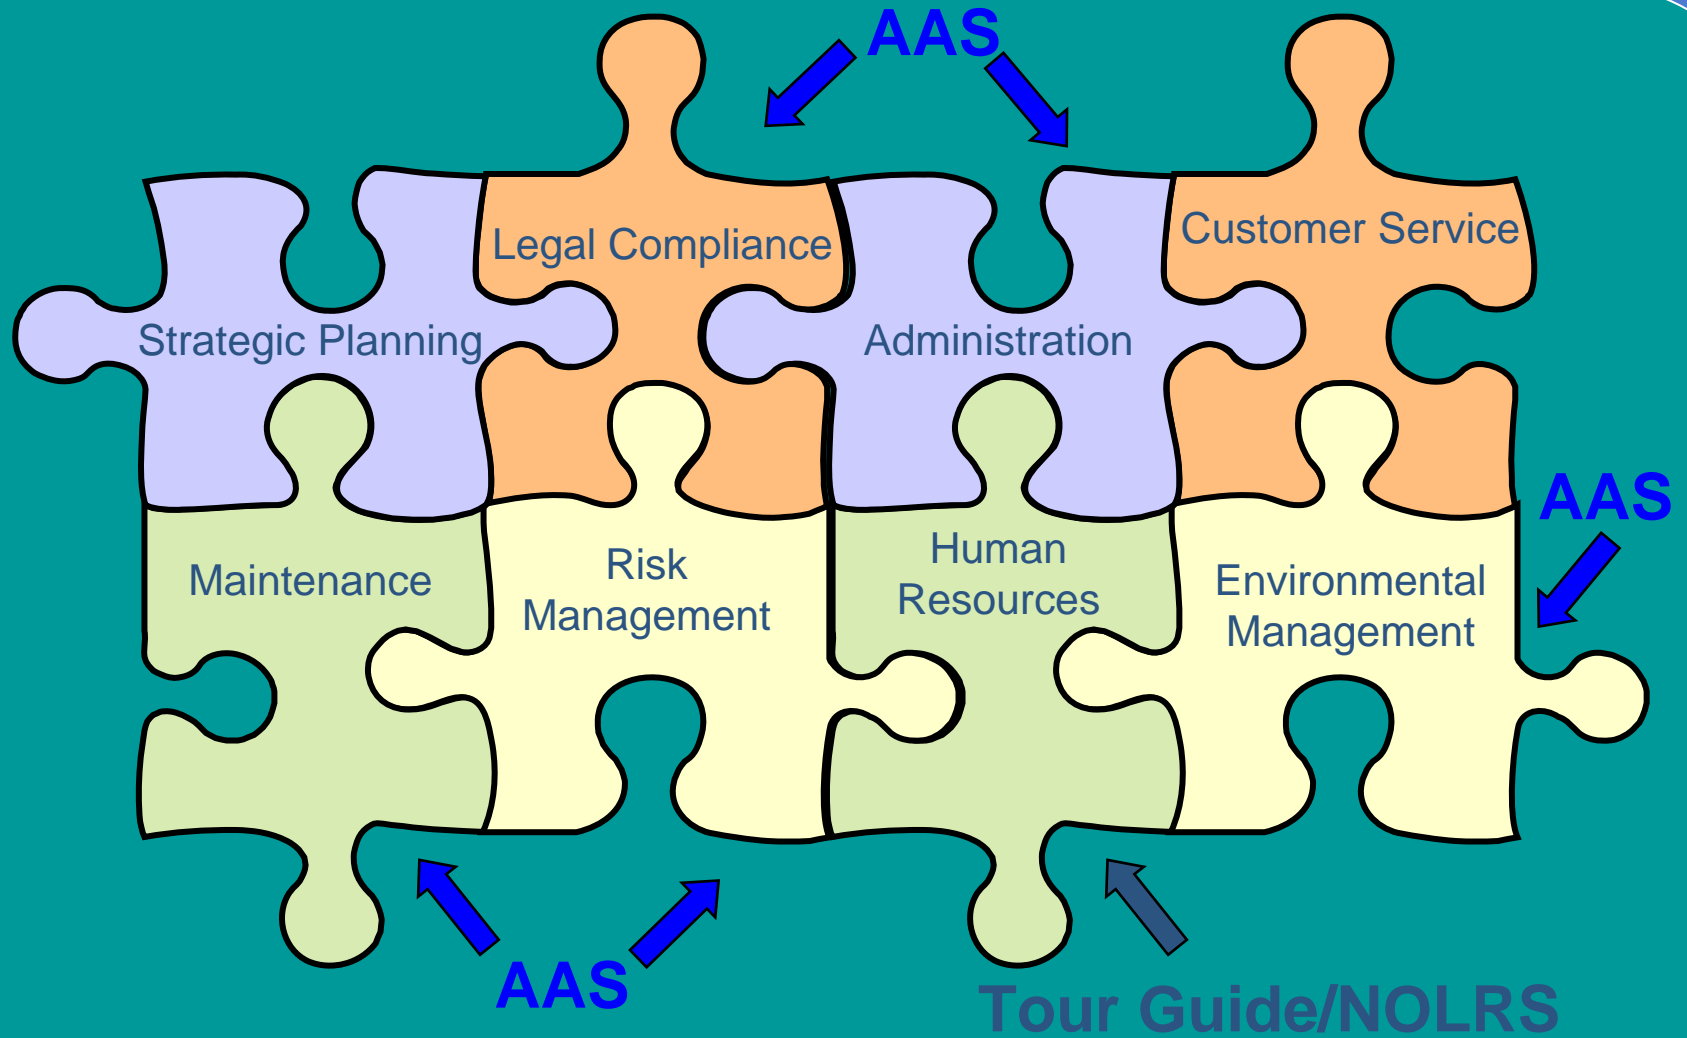 AAS
Legal Compliance
Customer Service
Strategic Planning
Administration
AAS
Maintenance
Risk
Management
Human
Resources
Environmental
Management
AAS
Tour Guide/NOLRS